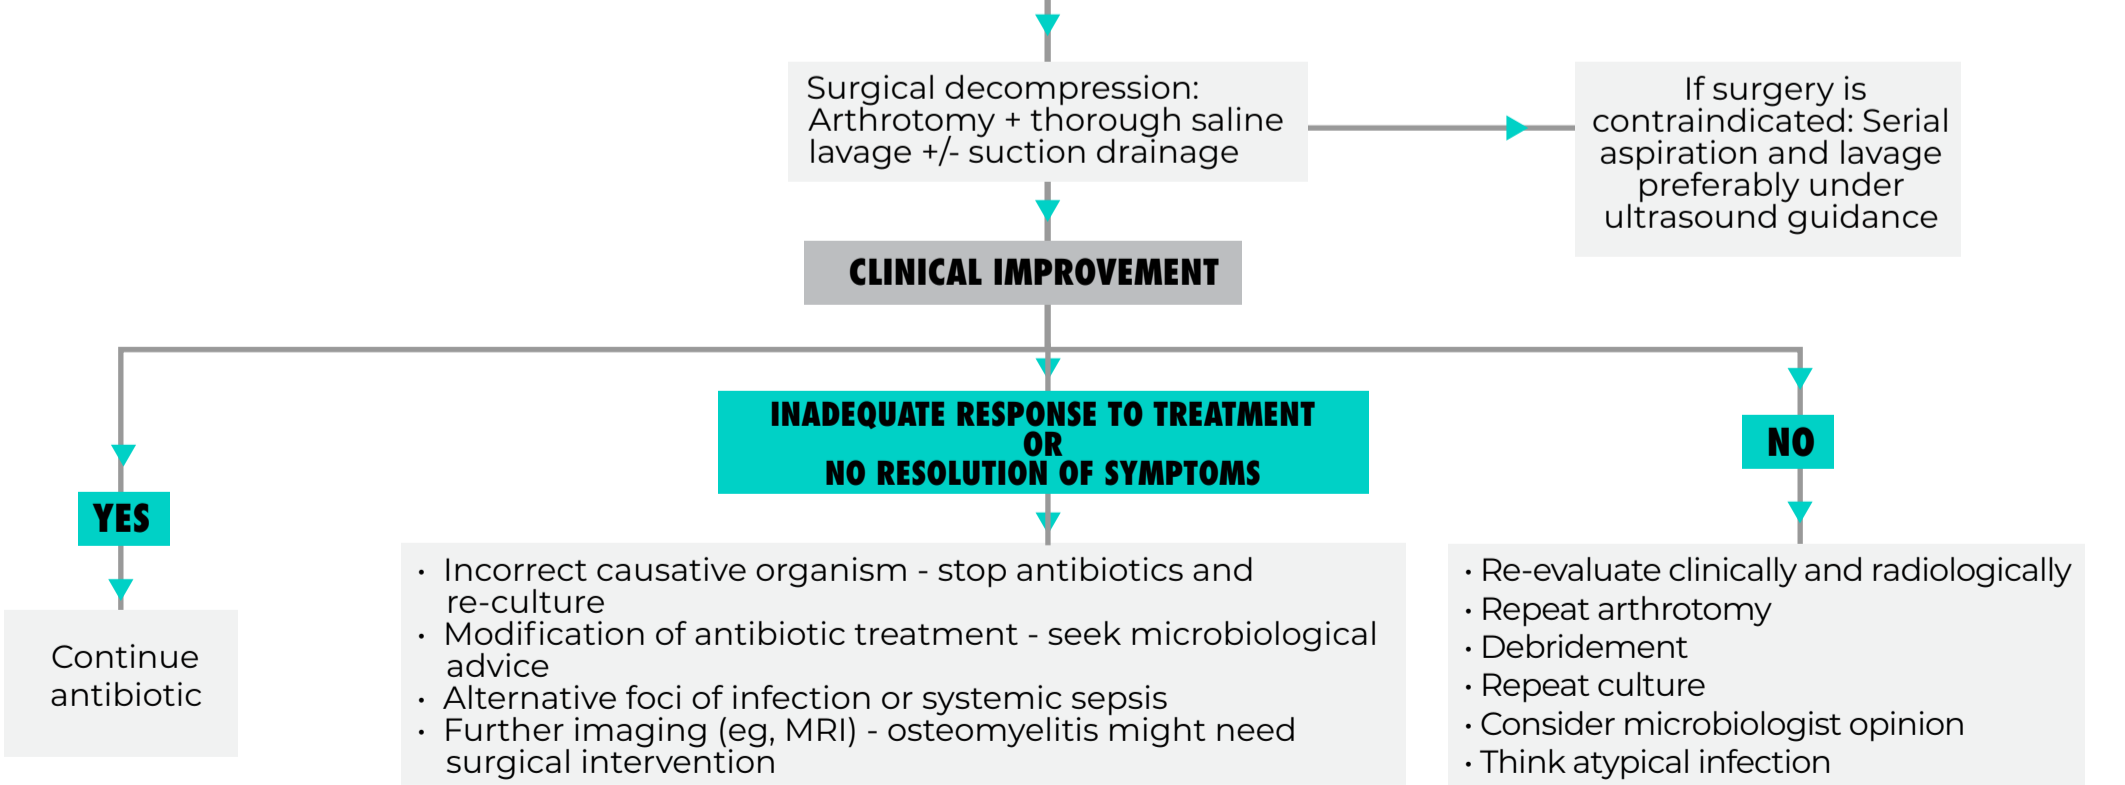 Surgical decompression:
Arthrotomy + thorough saline
lavage +/- suction drainage
If surgery is
contraindicated: Serial
aspiration and lavage
preferably under
ultrasound guidance
CLINICAL IMPROVEMENT
YES
Continue
antibiotic
INADEQUATE RESPONSE TO TREATMENT
OR
NO RESOLUTION OF SYMPTOMS
• Incorrect causative organism - stop antibiotics and
re-culture
• Modification of antibiotic treatment - seek microbiological
advice
• Alternative foci of infection or systemic sepsis
• Further imaging (eg, MRI) - osteomyelitis might need
surgical intervention
NO
• Re-evaluate clinically and radiologically
• Repeat arthrotomy
• Debridement
• Repeat culture
• Consider microbiologist opinion
• Think atypical infection